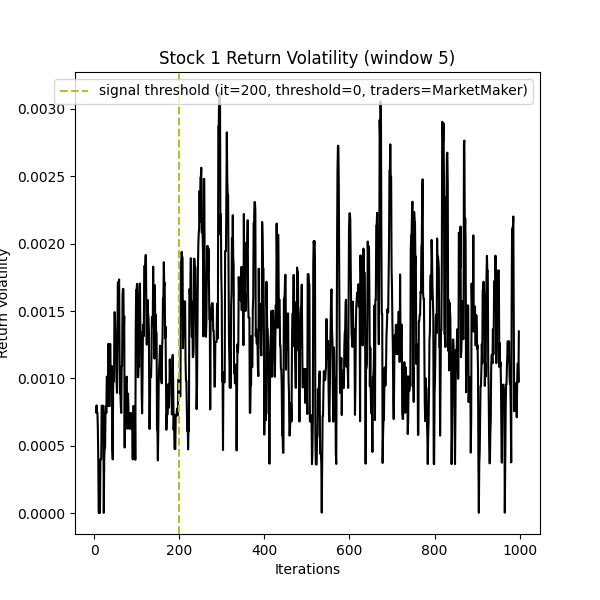 Stock 1 Return Volatility (window 5)
signal threshold (it=200, threshold=0, traders=MarketMaker)
0.0030
0.0025
0.0020
0.0015
0.0010
0.0005
0.0000
Return Volatility
0 200 400 600 800 1000
Iterations